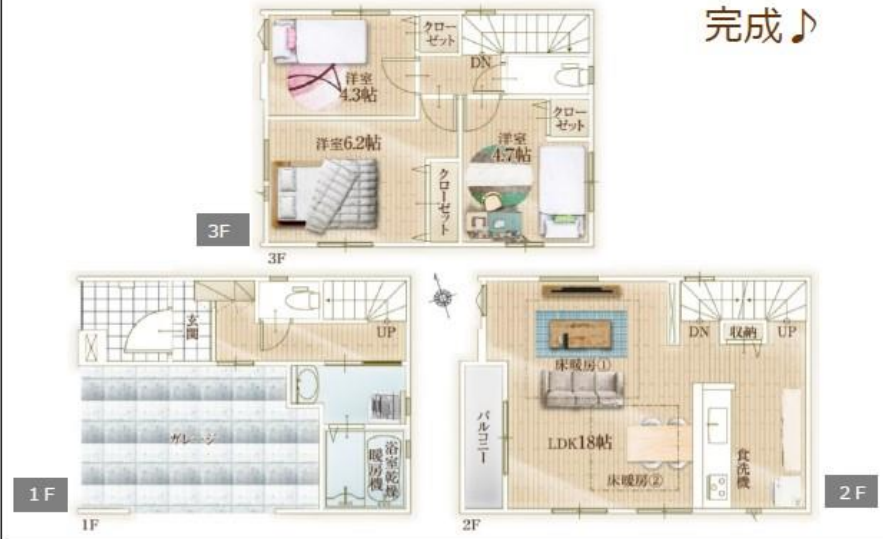 完成♪
クロー
ゼット
DN
洋室
4.3帖
クロー
ゼット
洋室6.2帖
洋室
4.7帖
クローゼット
3F
3F
玄関
UP
DN
収納
UP
床暖房①
ガレージ
バルコニー
LDK18帖
浴室乾燥
暖房機
食洗機
床暖房②
1F
2F
1F
2F